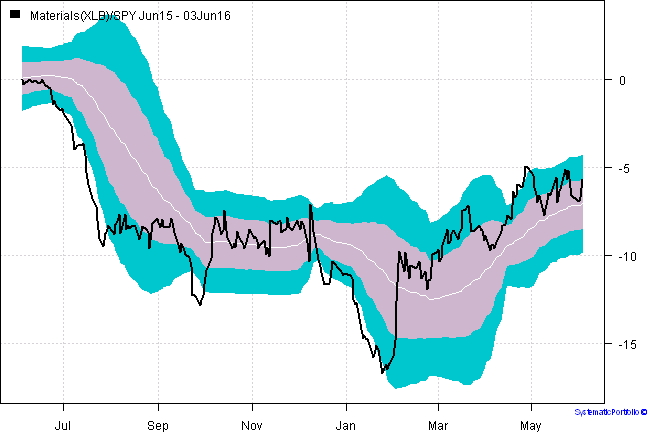 Materials(XLB)/SPY Jun15 - 03Jun16
0
-5
-10
-15
Jul Sep Nov Jan Mar May
SystematicPortfolio ©